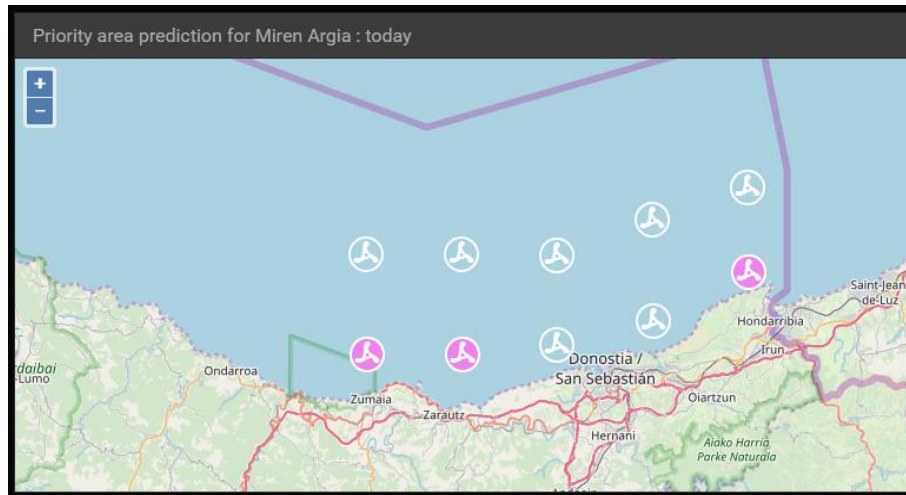 Priority area prediction for Miren Argia : today
+
−
Saint-Jean
de-Luz
Hondarribia
Irun
rdaibai
-Lumo
Ondarroa
Donostia /
San Sebastián
Oiartzun
Zumaia
Zarautz
Hernani
Aiako Harria
Parke Naturala